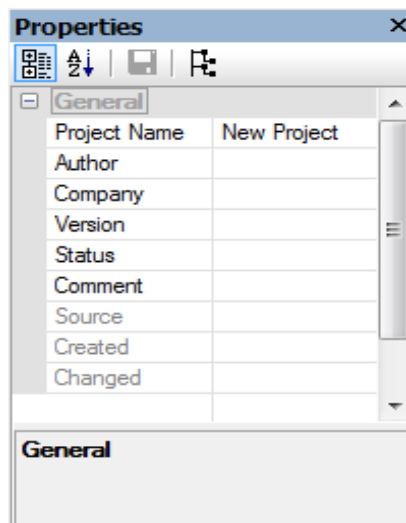 Properties
General
Project Name New Project
Author
Company
Version
Status
Comment
Source
Created
Changed
General